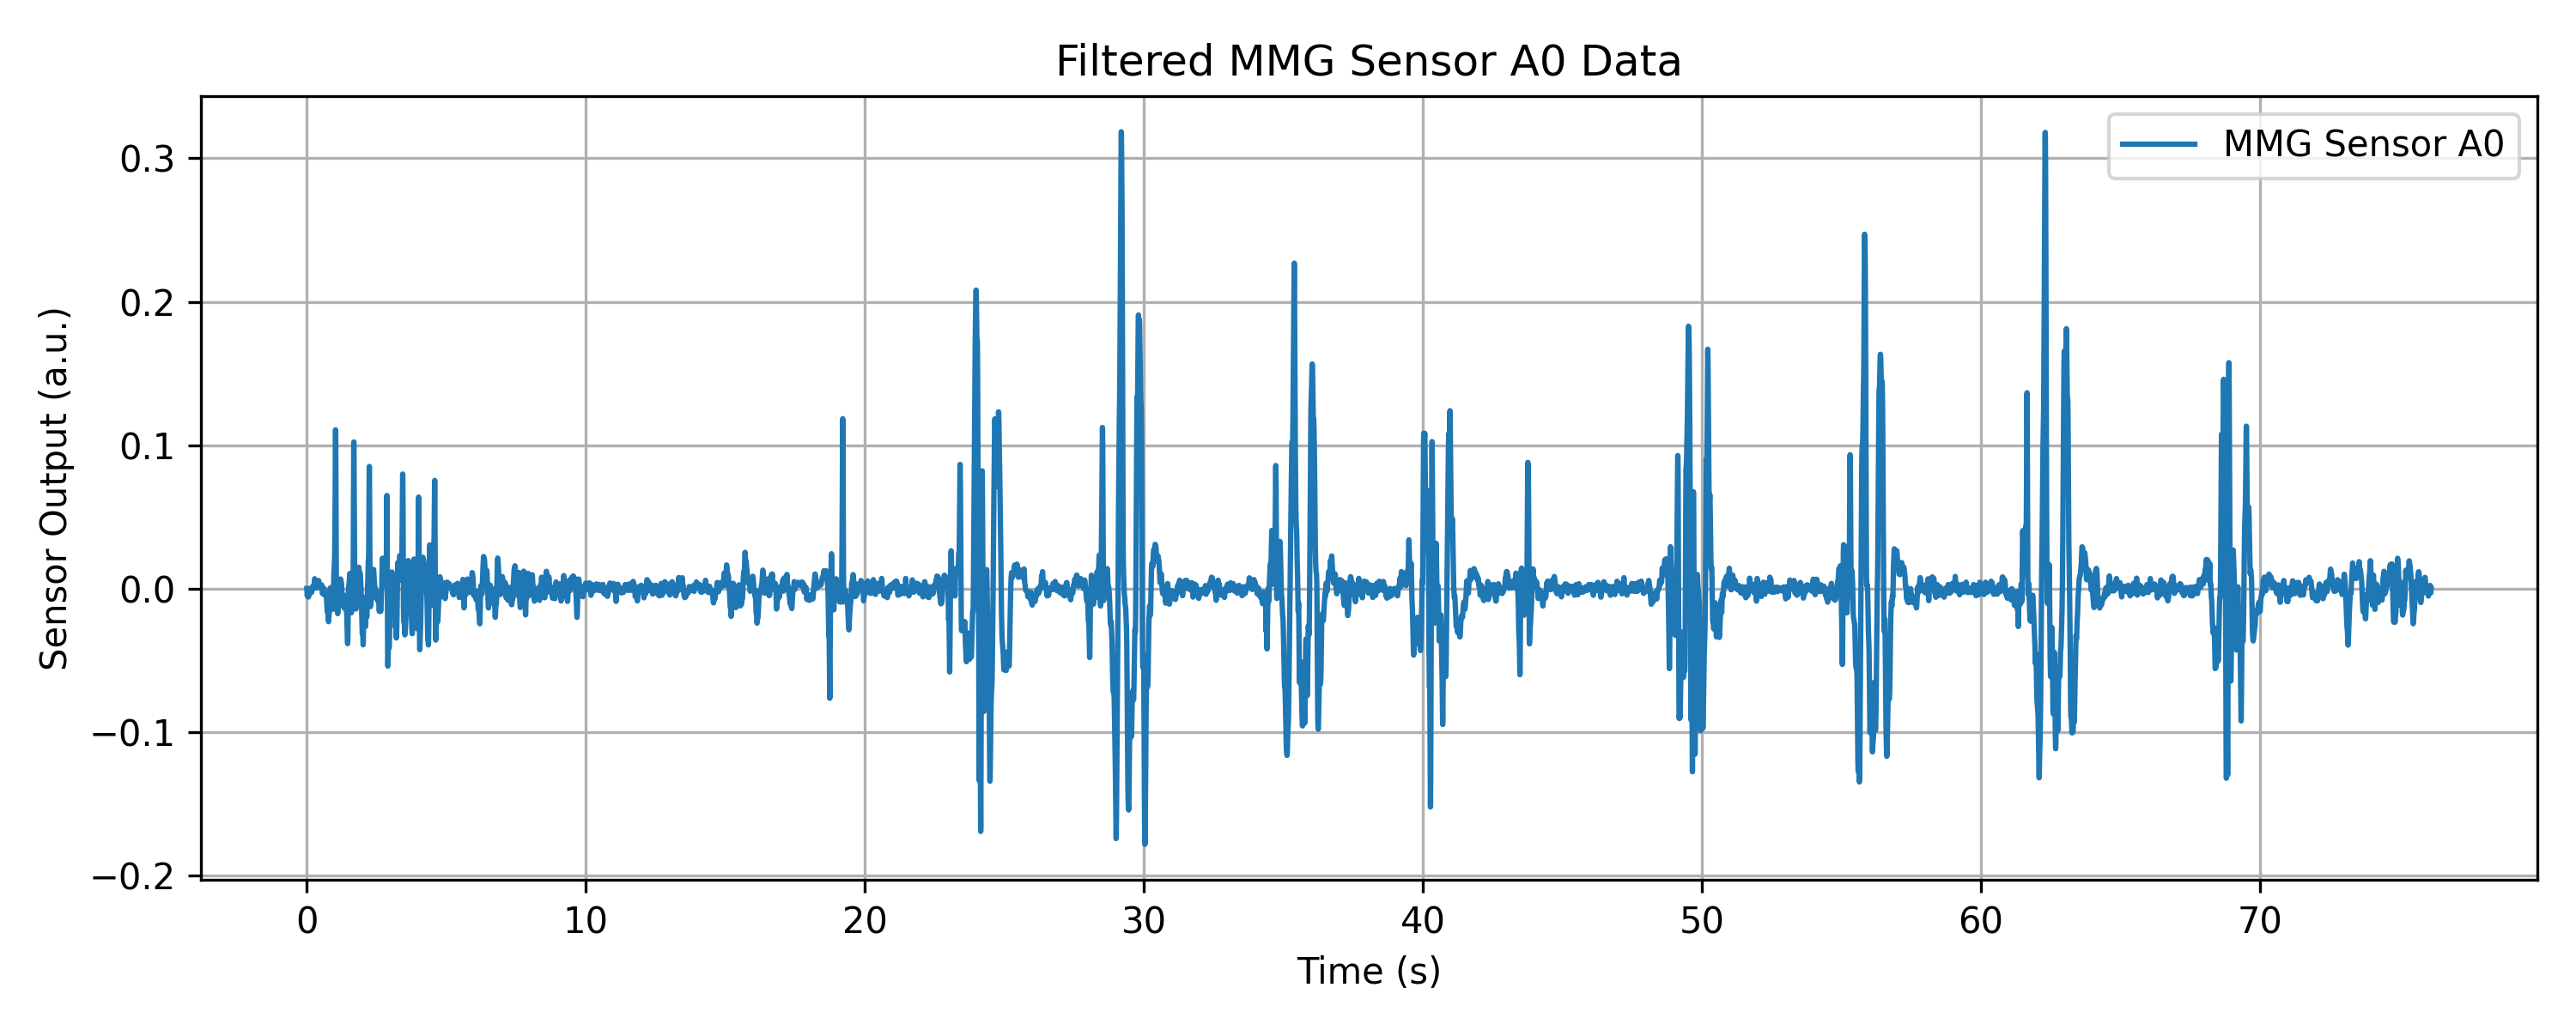 Filtered MMG Sensor A0 Data
MMG Sensor A0
Sensor Output (a.u.)
0.3
0.2
0.1
0.0
−0.1
−0.2
0 10 20 30 40 50 60 70
Time (s)